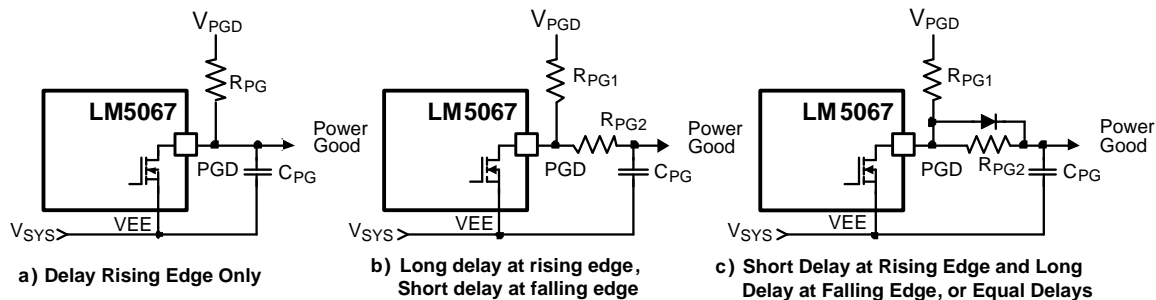 V_PGD
R_PG
LM5067
Power
Good
PGD
C_PG
VEE
V_SYS
a) Delay Rising Edge Only
V_PGD
R_PG1
LM5067
R_PG2
Power
Good
PGD
C_PG
VEE
V_SYS
b) Long delay at rising edge,
Short delay at falling edge
V_PGD
R_PG1
LM5067
Power
Good
PGD
R_PG2
C_PG
VEE
V_SYS
c) Short Delay at Rising Edge and Long
Delay at Falling Edge, or Equal Delays